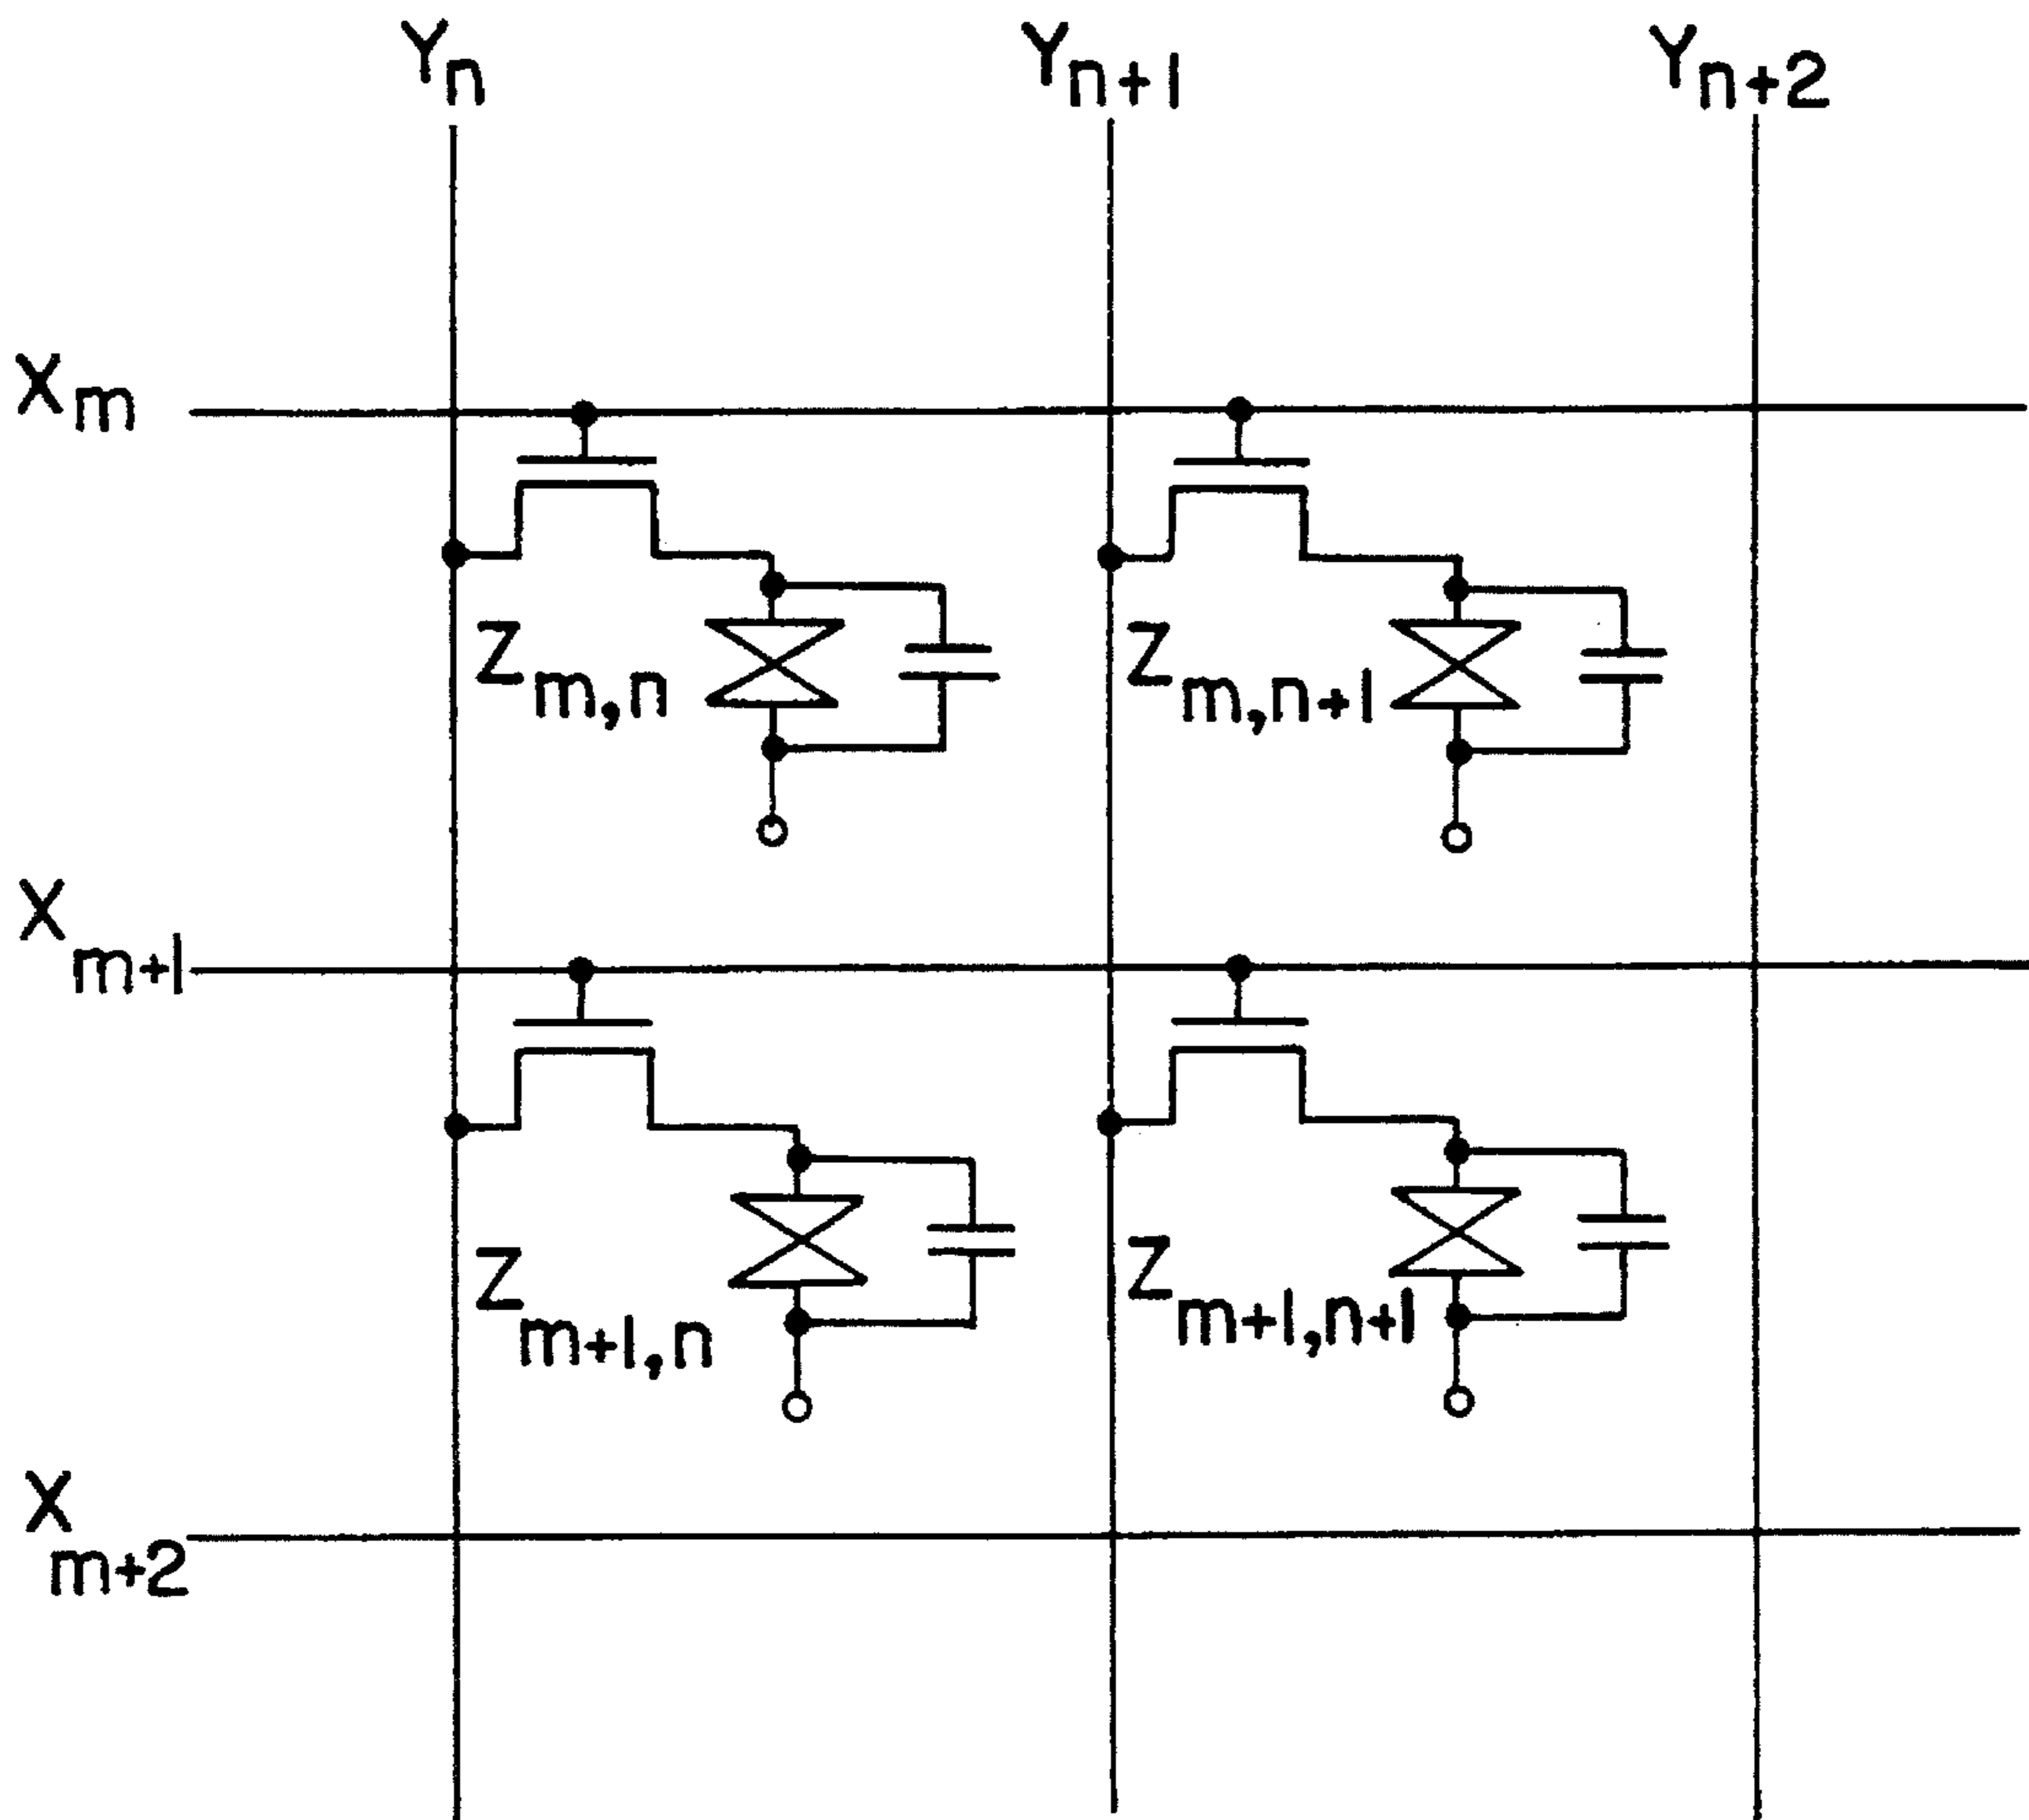 Yn Yn+1 Yn+2
Xm
Zm,n Zm,n+1
Xm+1
Zm+1,n Zm+1,n+1
Xm+2